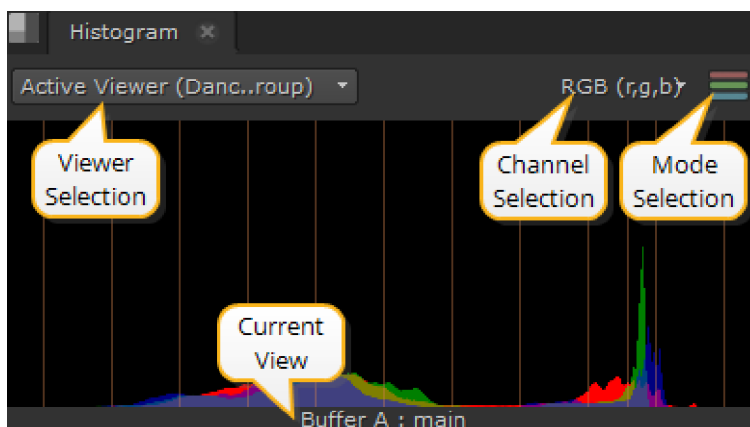 Histogram
Active Viewer (Danc..roup)
RGB (r,g,b)
Viewer
Selection
Channel
Selection
Mode
Selection
Current
View
Buffer A : main